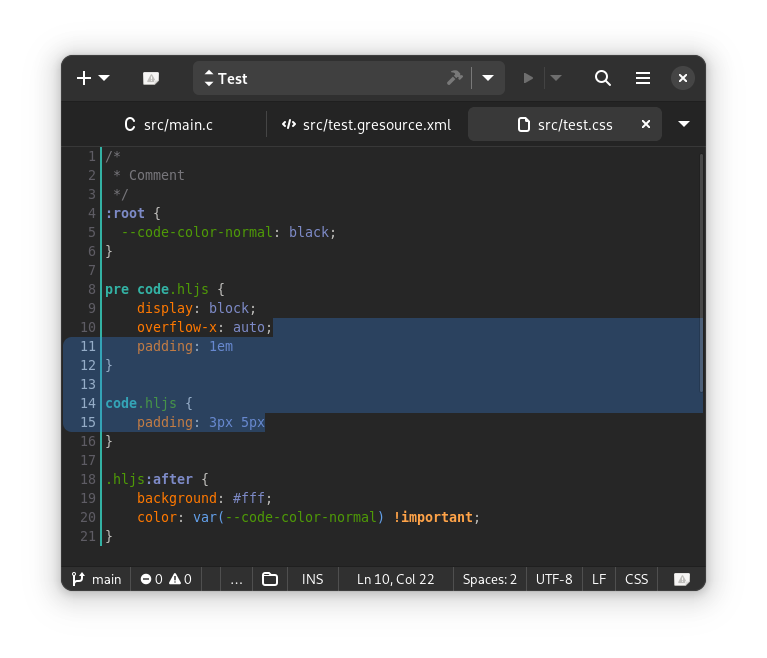 Test
src/main.c
src/test.gresource.xml
src/test.css
1 /*
2  * Comment
3  */
4 :root {
5   --code-color-normal: black;
6 }
7
8 pre code.hljs {
9     display: block;
10     overflow-x: auto;
11     padding: 1em
12 }
13
14 code.hljs {
15     padding: 3px 5px
16 }
17
18 .hljs:after {
19     background: #fff;
20     color: var(--code-color-normal) !important;
21 }
main 0 0 ... INS Ln 10, Col 22 Spaces: 2 UTF-8 LF CSS